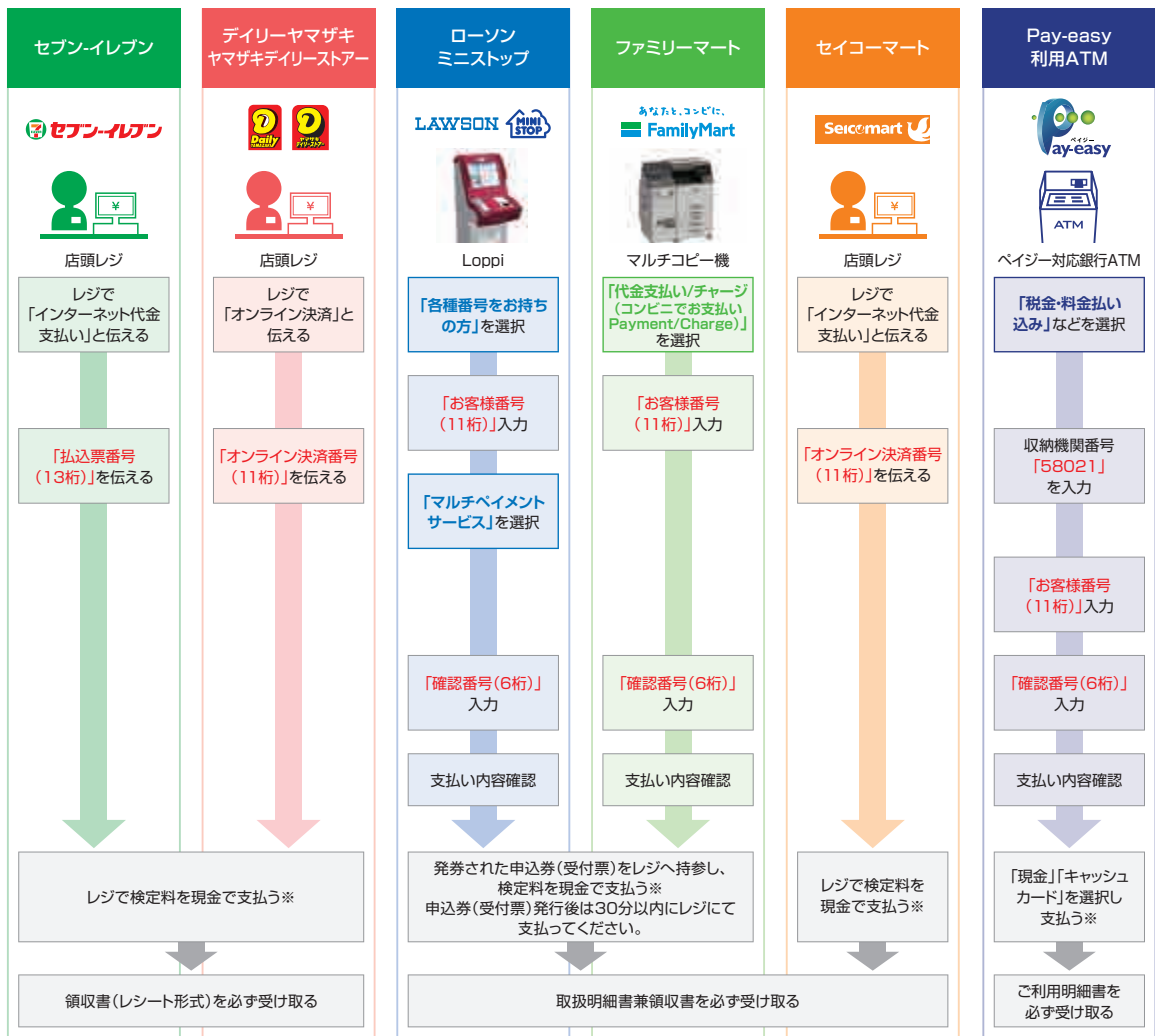 セブン-イレブン
デイリーヤマザキ
ヤマザキデイリーストアー
ローソン
ミニストップ
ファミリーマート
セイコーマート
Pay-easy
利用ATM
セブン-イレブン
Daily
YAMAZAKI
ヤマザキ
デイリーストアー
LAWSON
MINI
STOP
あなたと、コンビに、
FamilyMart
Seicomart
ペイジー
Pay-easy
¥
¥
¥
ATM
店頭レジ
店頭レジ
Loppi
マルチコピー機
店頭レジ
ペイジー対応銀行ATM
レジで
「インターネット代金
支払い」と伝える
レジで
「オンライン決済」と
伝える
「各種番号をお持ち
の方」を選択
「代金支払い/チャージ
(コンビニでお支払い
Payment/Charge)」
を選択
レジで
「インターネット代金
支払い」と伝える
「税金・料金払い
込み」などを選択
「お客様番号
(11桁)」入力
「お客様番号
(11桁)」入力
「払込票番号
(13桁)」を伝える
「オンライン決済番号
(11桁)」を伝える
「オンライン決済番号
(11桁)」を伝える
収納機関番号
「58021」
を入力
「マルチペイメント
サービス」を選択
「お客様番号
(11桁)」入力
「確認番号(6桁)」
入力
「確認番号(6桁)」
入力
「確認番号(6桁)」
入力
支払い内容確認
支払い内容確認
支払い内容確認
レジで検定料を現金で支払う※
発券された申込券(受付票)をレジへ持参し、
検定料を現金で支払う※
申込券(受付票)発行後は30分以内にレジにて
支払ってください。
レジで検定料を
現金で支払う※
「現金」「キャッシュ
カード」を選択し
支払う※
領収書(レシート形式)を必ず受け取る
取扱明細書兼領収書を必ず受け取る
ご利用明細書を
必ず受け取る